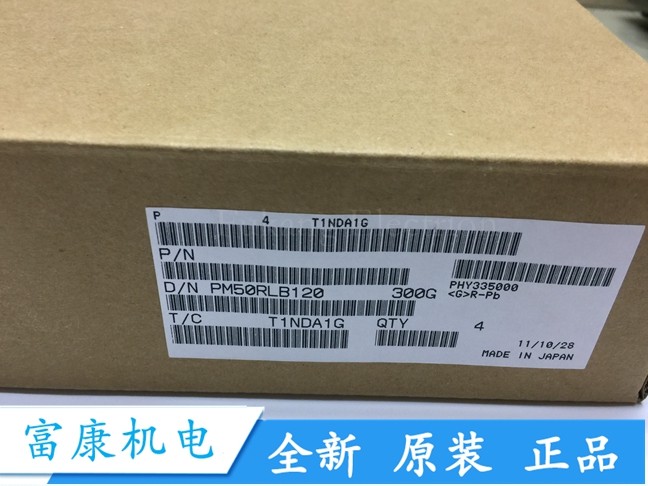 P 4 T1NDA1G
P/N
D/N PM50RLB120 300G
PHY335000
<G>R-Pb
T/C T1NDA1G QTY 4
11/10/28
MADE IN JAPAN
富康机电
全新 原装 正品